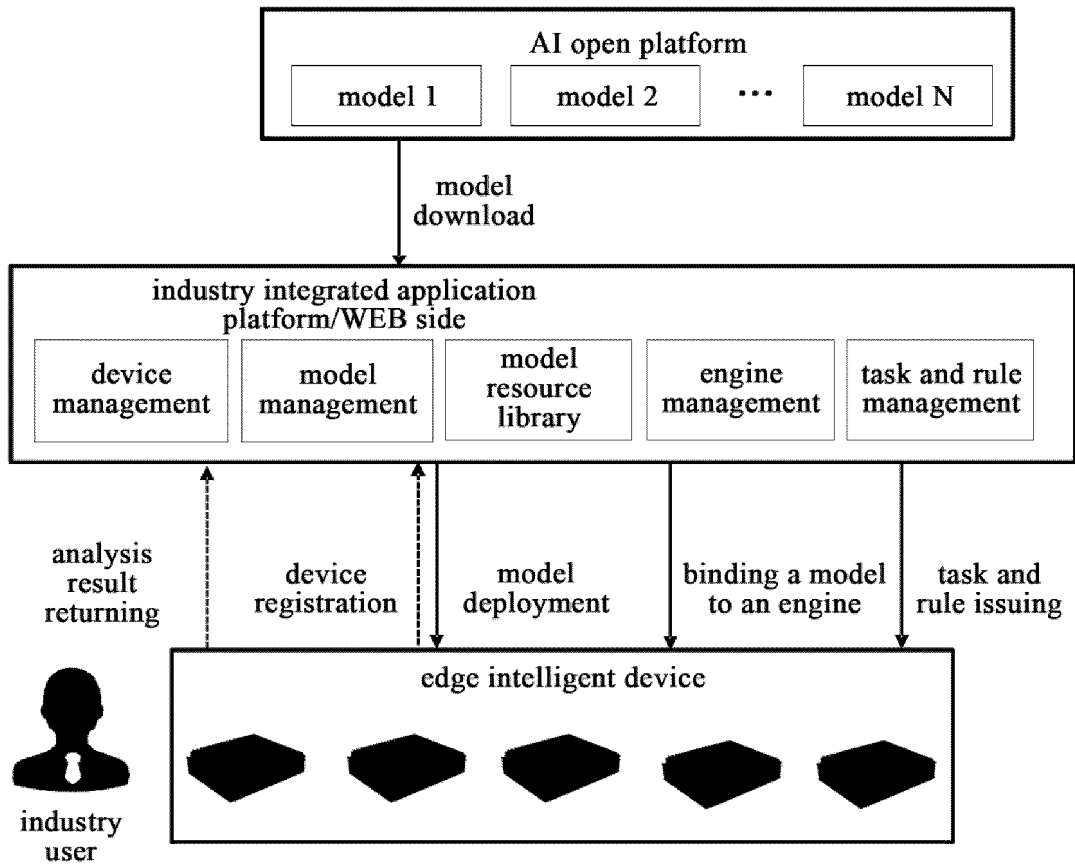 AI open platform
model 1
model 2
...
model N
model
download
industry integrated application
platform/WEB side
device
management
model
management
model
resource
library
engine
management
task and rule
management
analysis
result
returning
device
registration
model
deployment
binding a model
to an engine
task and
rule issuing
edge intelligent device
industry
user